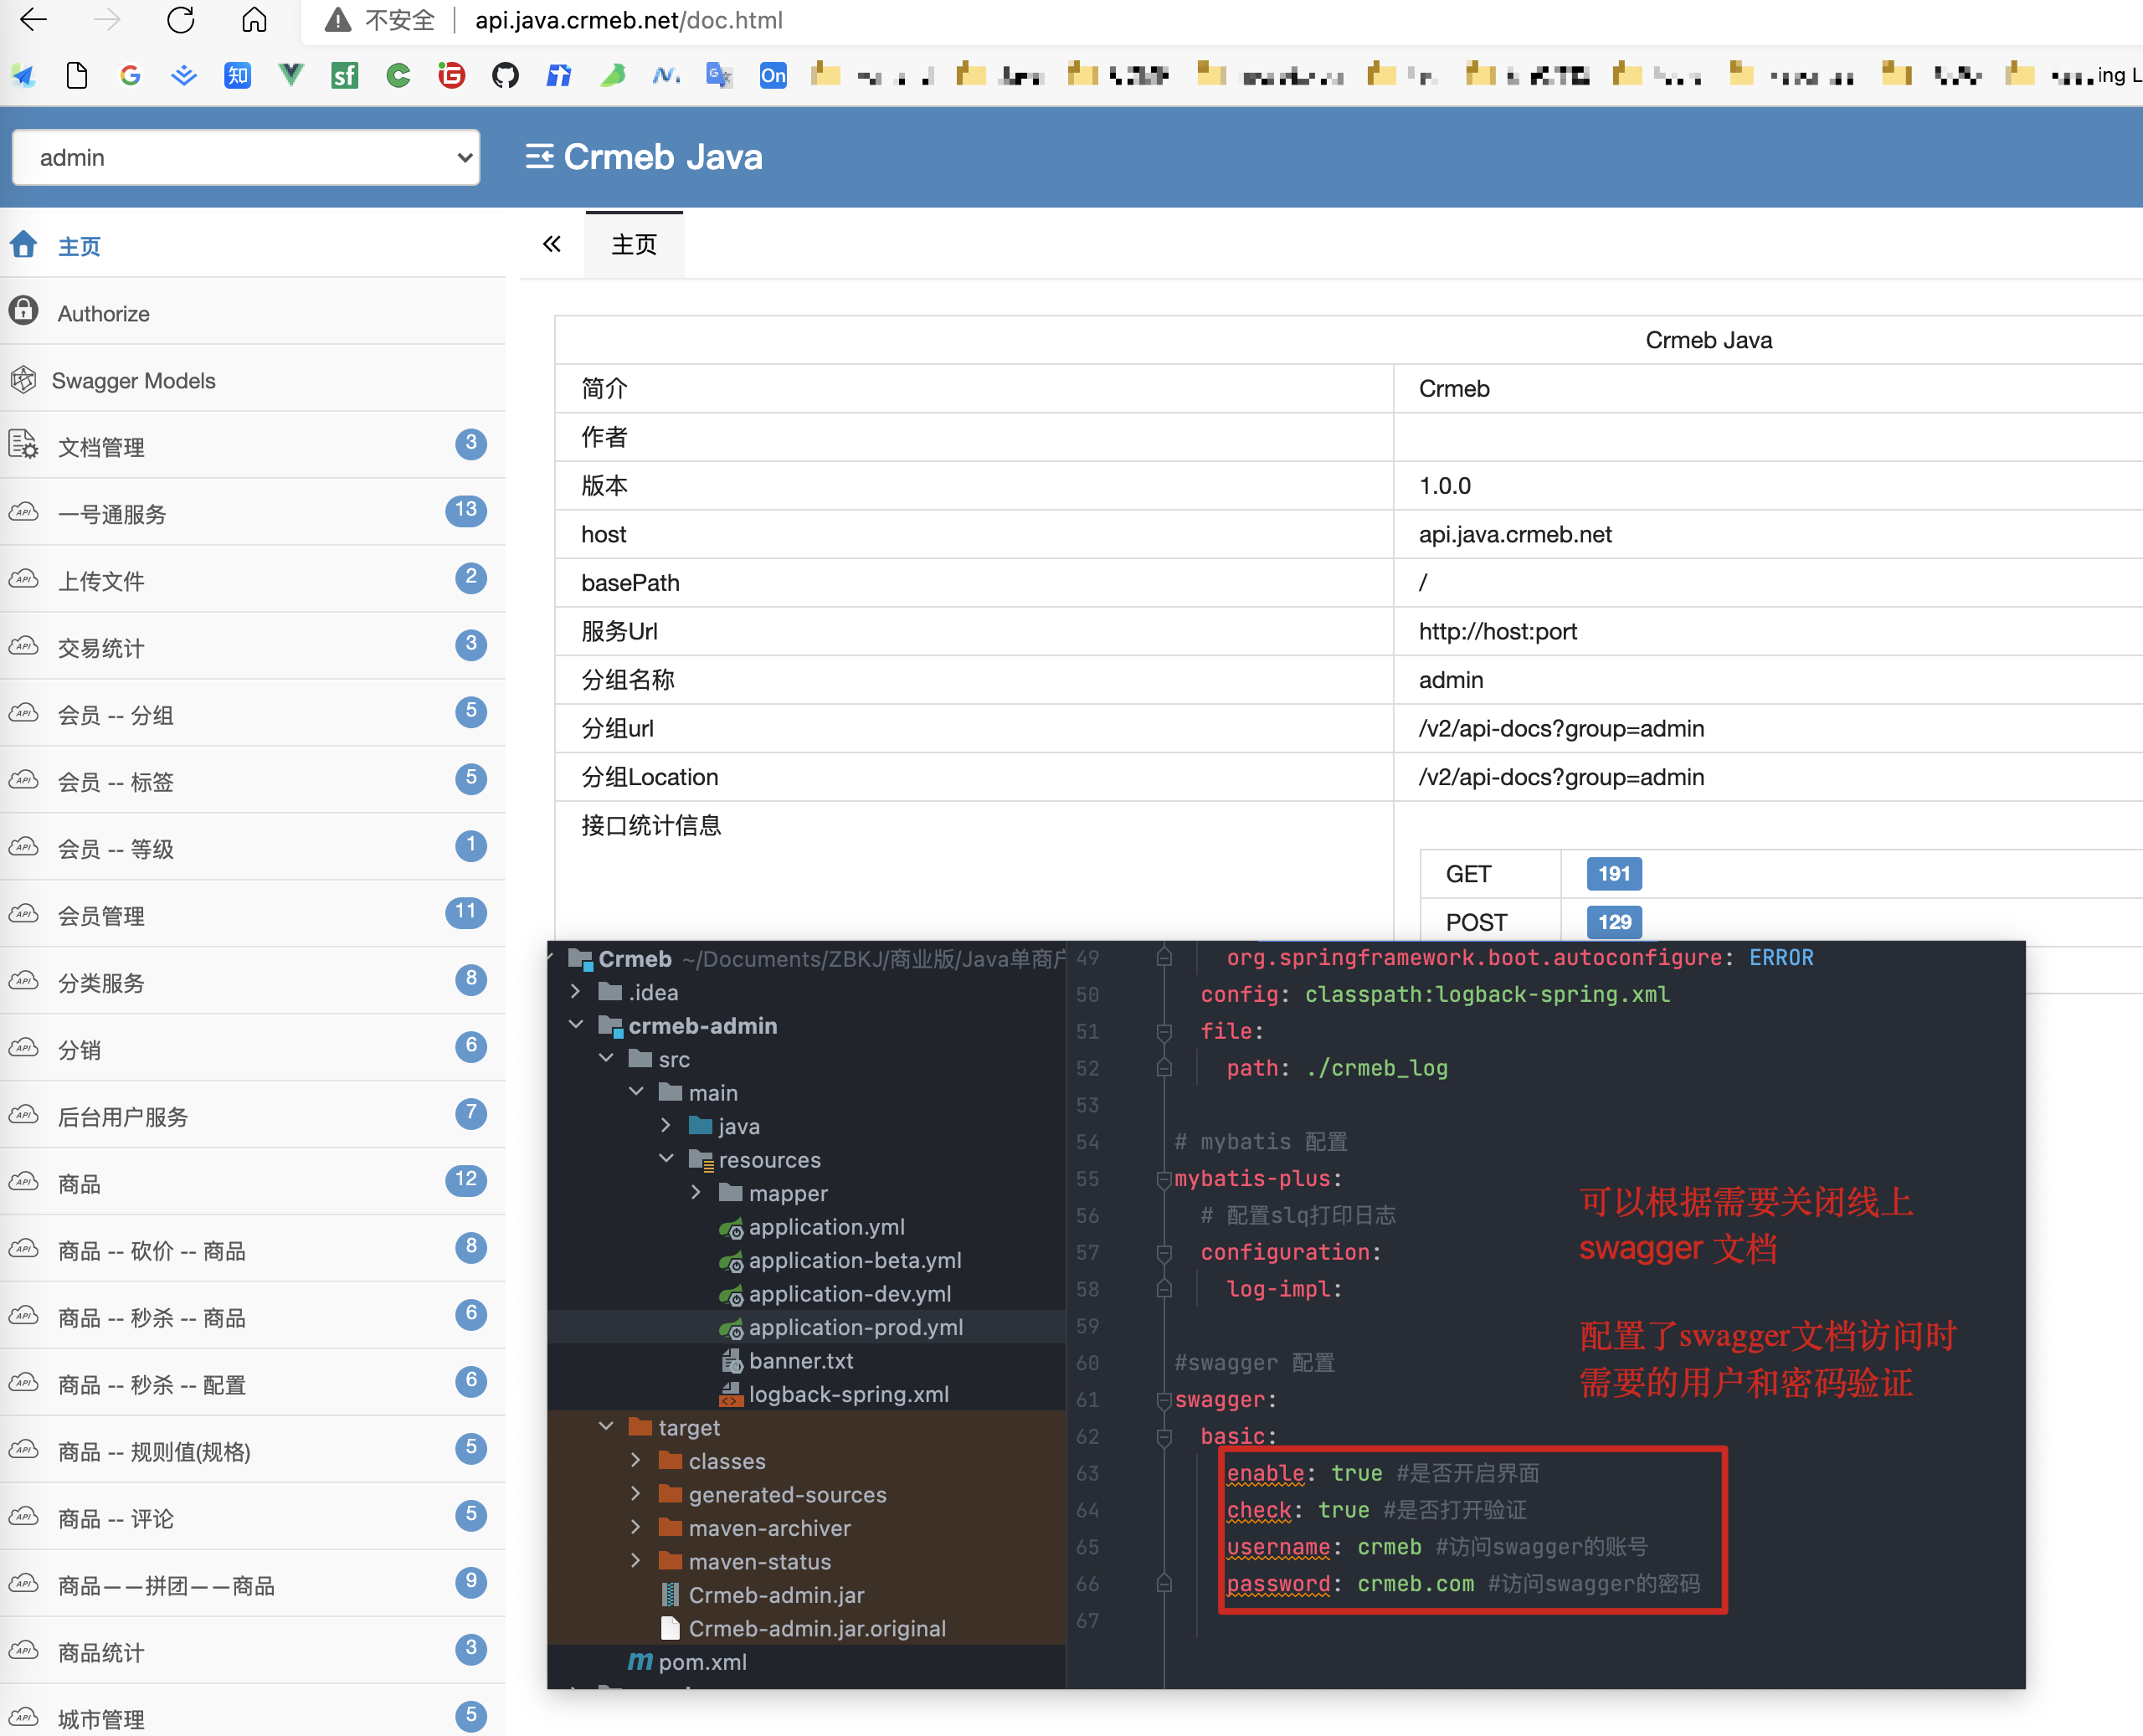 不安全 api.java.crmeb.net/doc.html
知 sf On ing L
admin
Crmeb Java
主页
Authorize
Swagger Models
文档管理 3
一号通服务 13
上传文件 2
交易统计 3
会员 -- 分组 5
会员 -- 标签 5
会员 -- 等级 1
会员管理 11
分类服务 8
分销 6
后台用户服务 7
商品 12
商品 -- 砍价 -- 商品 8
商品 -- 秒杀 -- 商品 6
商品 -- 秒杀 -- 配置 6
商品 -- 规则值(规格) 5
商品 -- 评论 5
商品——拼团——商品 9
商品统计 3
城市管理 5
主页
Crmeb Java
简介 Crmeb
作者
版本 1.0.0
host api.java.crmeb.net
basePath /
服务Url http://host:port
分组名称 admin
分组url /v2/api-docs?group=admin
分组Location /v2/api-docs?group=admin
接口统计信息
GET 191
POST 129
Crmeb ~/Documents/ZBKJ/商业版/Java单商户
.idea
crmeb-admin
src
main
java
resources
mapper
application.yml
application-beta.yml
application-dev.yml
application-prod.yml
banner.txt
logback-spring.xml
target
classes
generated-sources
maven-archiver
maven-status
Crmeb-admin.jar
Crmeb-admin.jar.original
pom.xml
49 org.springframework.boot.autoconfigure: ERROR
50 config: classpath:logback-spring.xml
51 file:
52 path: ./crmeb_log
53
54 # mybatis 配置
55 mybatis-plus:
56 # 配置slq打印日志
57 configuration:
58 log-impl:
59
60 #swagger 配置
61 swagger:
62 basic:
63 enable: true #是否开启界面
64 check: true #是否打开验证
65 username: crmeb #访问swagger的账号
66 password: crmeb.com #访问swagger的密码
67
可以根据需要关闭线上
swagger 文档
配置了swagger文档访问时
需要的用户和密码验证